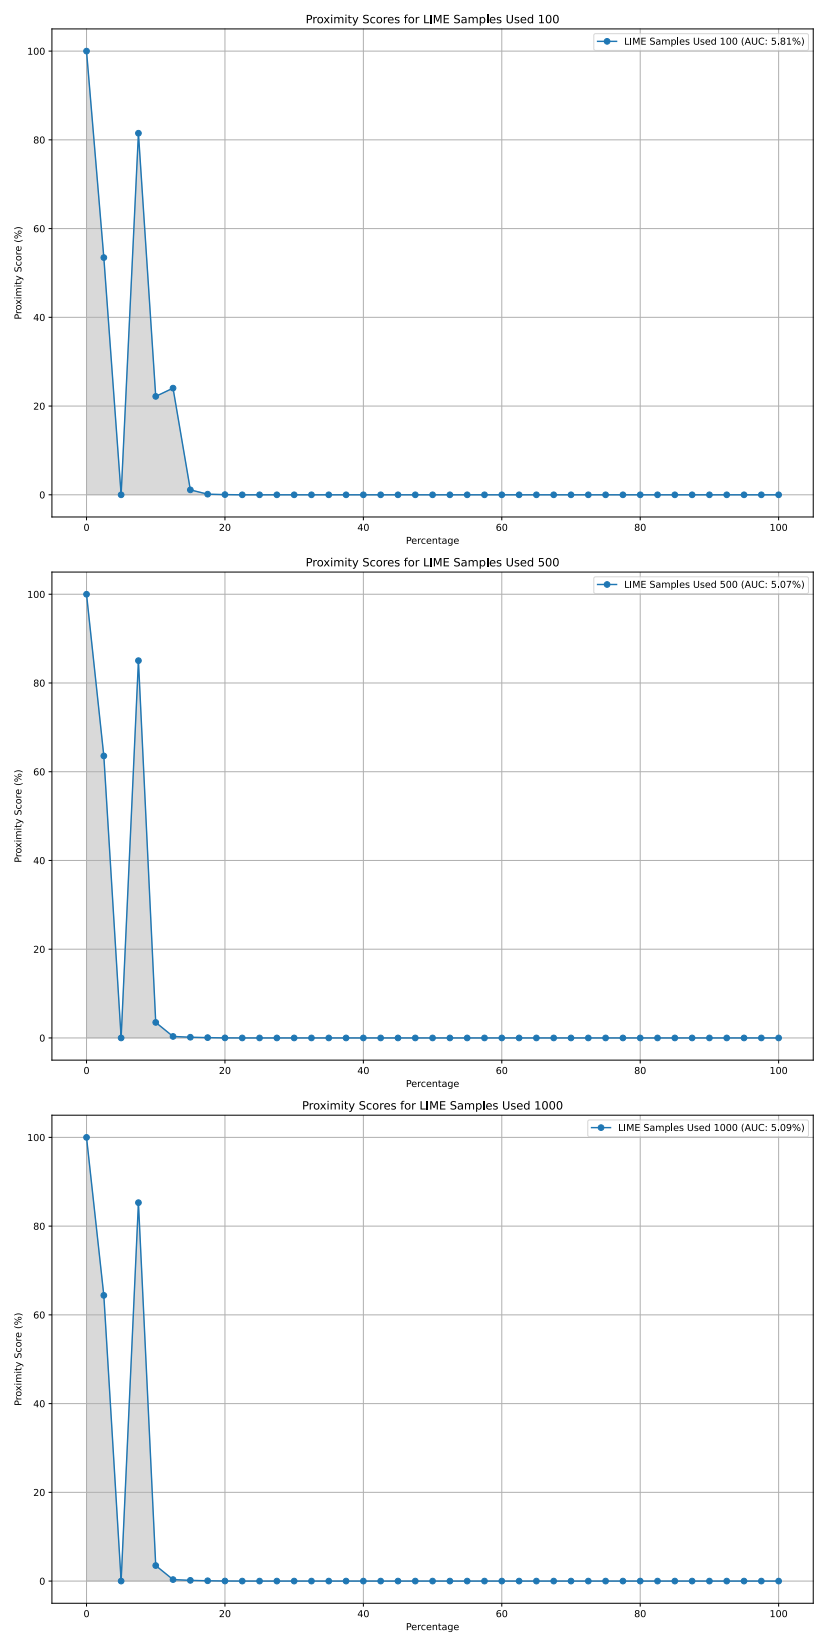 Proximity Scores for LIME Samples Used 100
LIME Samples Used 100 (AUC: 5.81%)
Proximity Score (%)
100
80
60
40
20
0
0 20 40 60 80 100
Percentage
Proximity Scores for LIME Samples Used 500
LIME Samples Used 500 (AUC: 5.07%)
Proximity Score (%)
100
80
60
40
20
0
0 20 40 60 80 100
Percentage
Proximity Scores for LIME Samples Used 1000
LIME Samples Used 1000 (AUC: 5.09%)
Proximity Score (%)
100
80
60
40
20
0
0 20 40 60 80 100
Percentage